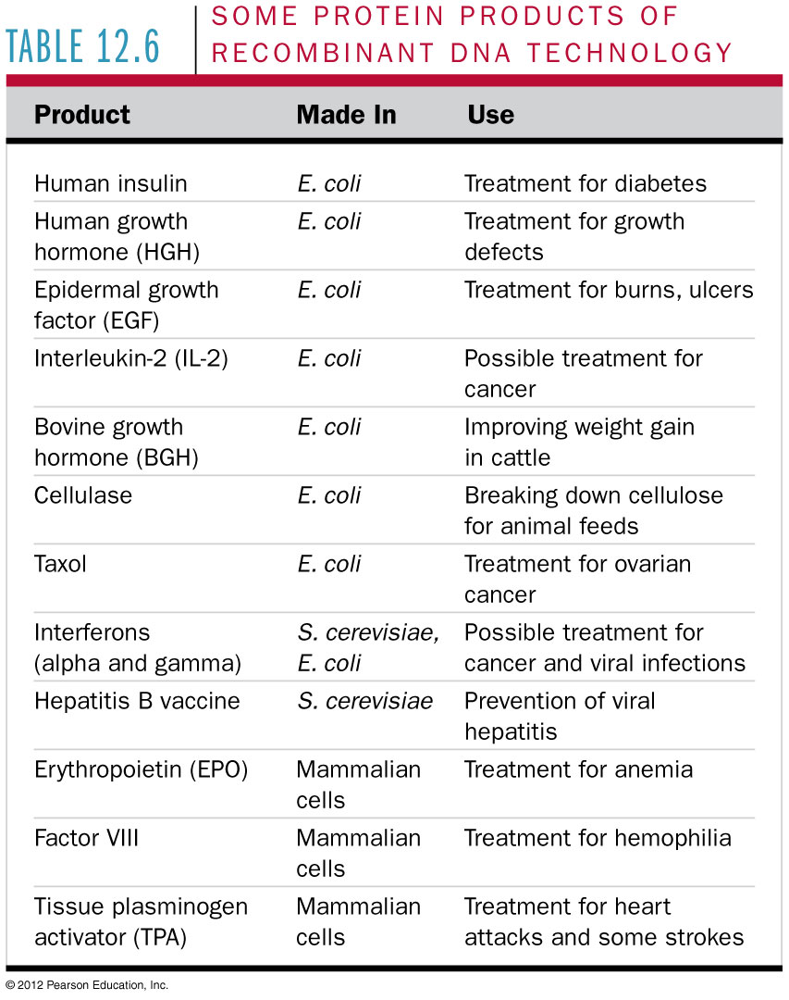 TABLE 12.6
SOME PROTEIN PRODUCTS OF
RECOMBINANT DNA TECHNOLOGY
Product Made In Use
Human insulin E. coli Treatment for diabetes
Human growth E. coli Treatment for growth
hormone (HGH) defects
Epidermal growth E. coli Treatment for burns, ulcers
factor (EGF)
Interleukin-2 (IL-2) E. coli Possible treatment for
cancer
Bovine growth E. coli Improving weight gain
hormone (BGH) in cattle
Cellulase E. coli Breaking down cellulose
for animal feeds
Taxol E. coli Treatment for ovarian
cancer
Interferons S. cerevisiae, Possible treatment for
(alpha and gamma) E. coli cancer and viral infections
Hepatitis B vaccine S. cerevisiae Prevention of viral
hepatitis
Erythropoietin (EPO) Mammalian Treatment for anemia
cells
Factor VIII Mammalian Treatment for hemophilia
cells
Tissue plasminogen Mammalian Treatment for heart
activator (TPA) cells attacks and some strokes
© 2012 Pearson Education, Inc.